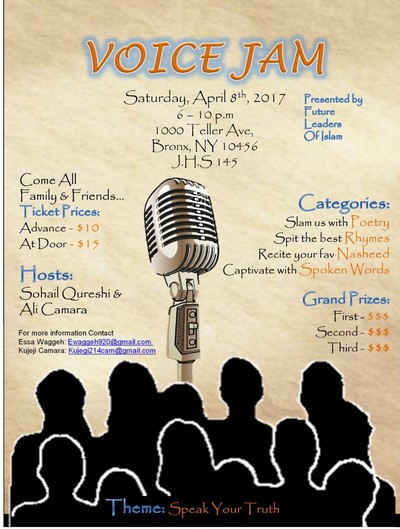 VOICE JAM
Saturday, April 8th, 2017
6 – 10 p.m
1000 Teller Ave,
Bronx, NY 10456
J.H.S 145
Presented by
Future
Leaders
Of Islam
Come All
Family & Friends...
Ticket Prices:
Advance - $10
At Door - $15
Hosts:
Sohail Qureshi &
Ali Camara
For more information Contact
Essa Waggeh: Ewaggeh920@gmail.com
Kujeji Camara: Kujegi214cam@gmail.com
Categories:
Slam us with Poetry
Spit the best Rhymes
Recite your fav Nasheed
Captivate with Spoken Words
Grand Prizes:
First - $$$
Second - $$$
Third - $$$
Theme: Speak Your Truth